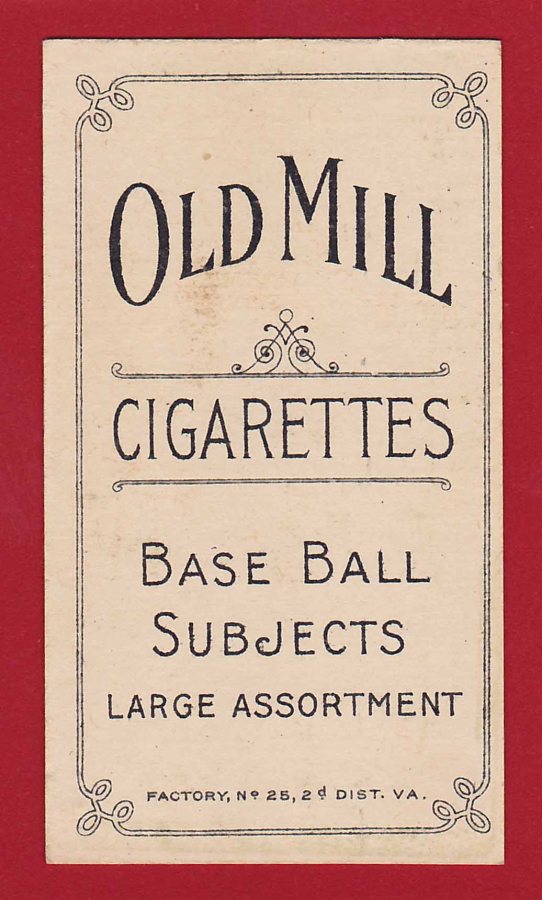 OLD MILL
CIGARETTES
BASE BALL
SUBJECTS
LARGE ASSORTMENT
FACTORY, Nº 25, 2d DIST. VA.